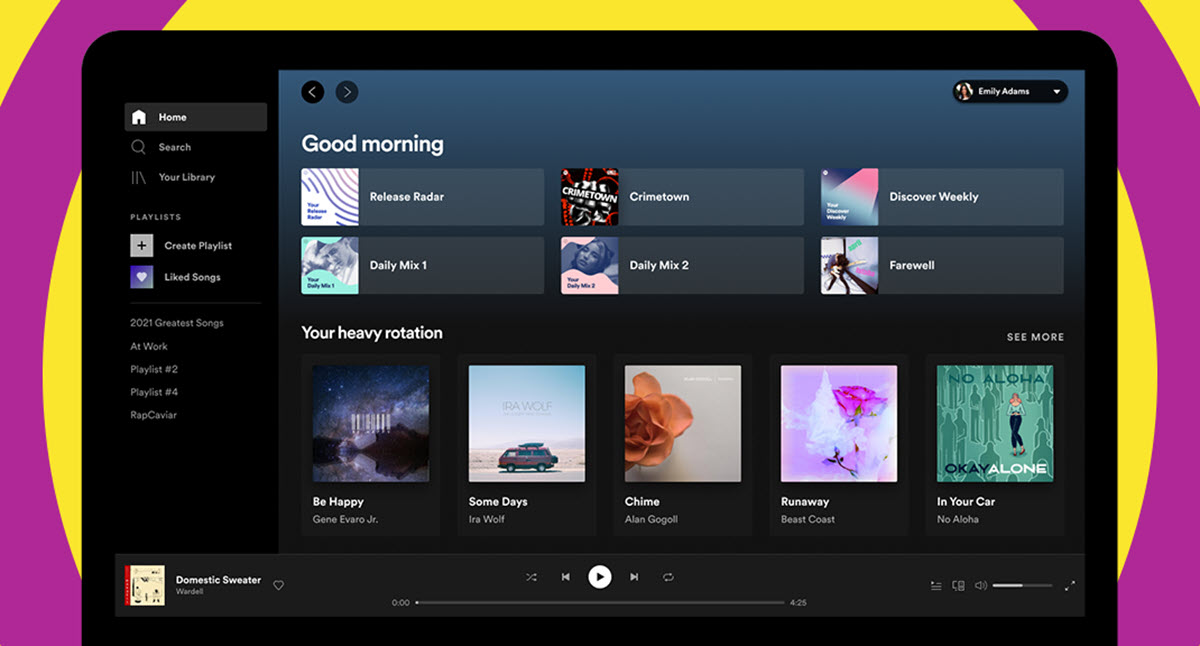 Home
Search
Your Library
PLAYLISTS
Create Playlist
Liked Songs
2021 Greatest Songs
At Work
Playlist #2
Playlist #4
RapCaviar
Emily Adams
Good morning
Your
Release
Radar
Release Radar
CRIMETOWN
Crimetown
Your
Discover
Weekly
Discover Weekly
Your
Daily Mix 1
Daily Mix 1
Your
Daily Mix 2
Daily Mix 2
Farewell
Your heavy rotation
SEE MORE
Be Happy
Gene Evaro Jr.
IRA WOLF
Some Days
Ira Wolf
Chime
Alan Gogoll
Runaway
Beast Coast
NO ALOHA
OKAYALONE
In Your Car
No Aloha
Domestic Sweater
Wardell
0:00
4:25